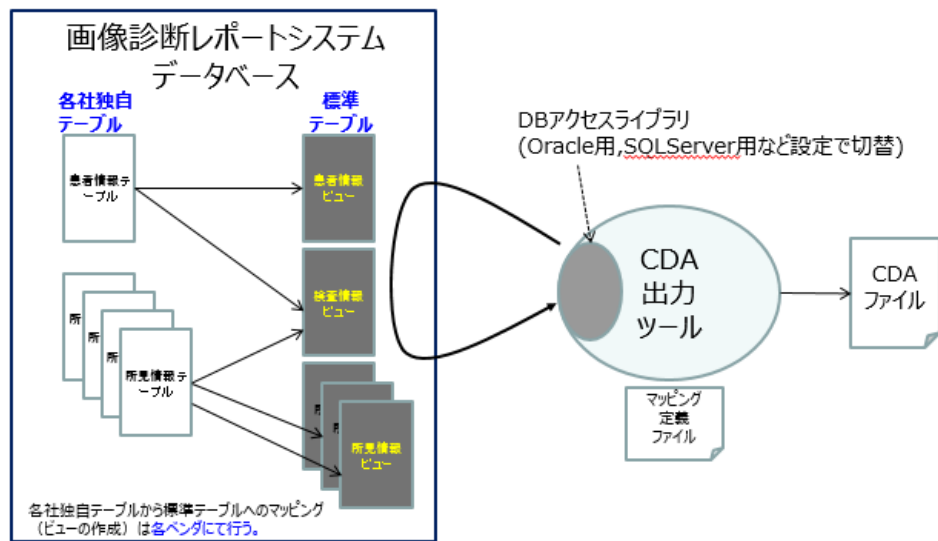 画像診断レポートシステム
データベース
各社独自
テーブル
標準
テーブル
患者情報テ
ーブル
患者情報
ビュー
検査情報
ビュー
所
所
所
所見情報テ
ーブル
所
所
所見情報
ビュー
各社独自テーブルから標準テーブルへのマッピング
（ビューの作成）は各ベンダにて行う。
DBアクセスライブラリ
(Oracle用,SQLServer用など設定で切替)
CDA
出力
ツール
マッピング
定義
ファイル
CDA
ファイル